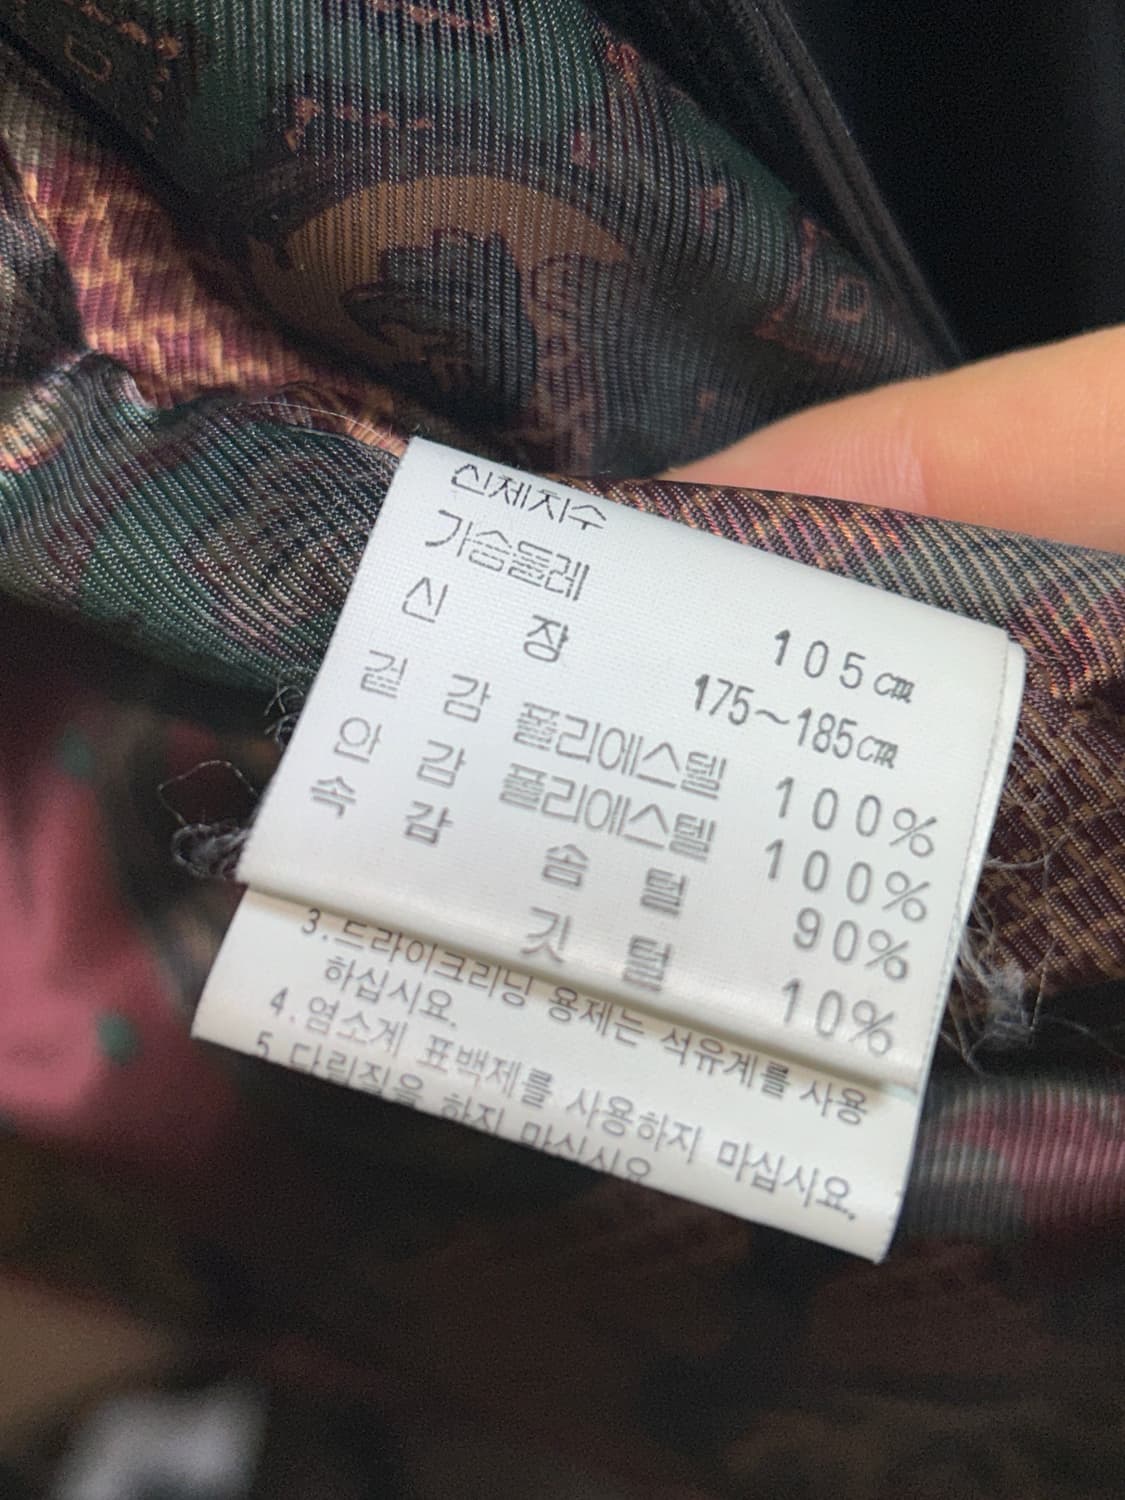 신체치수
가슴둘레 105㎝
신 장 175~185㎝
겉 감 폴리에스텔 100%
안 감 폴리에스텔 100%
속 감 솜 털 90%
깃 털 10%
3.드라이크리닝 용제는 석유계를 사용
하십시요.
4.염소계 표백제를 사용하지 마십시요.
5.다림질을 하지 마십시요